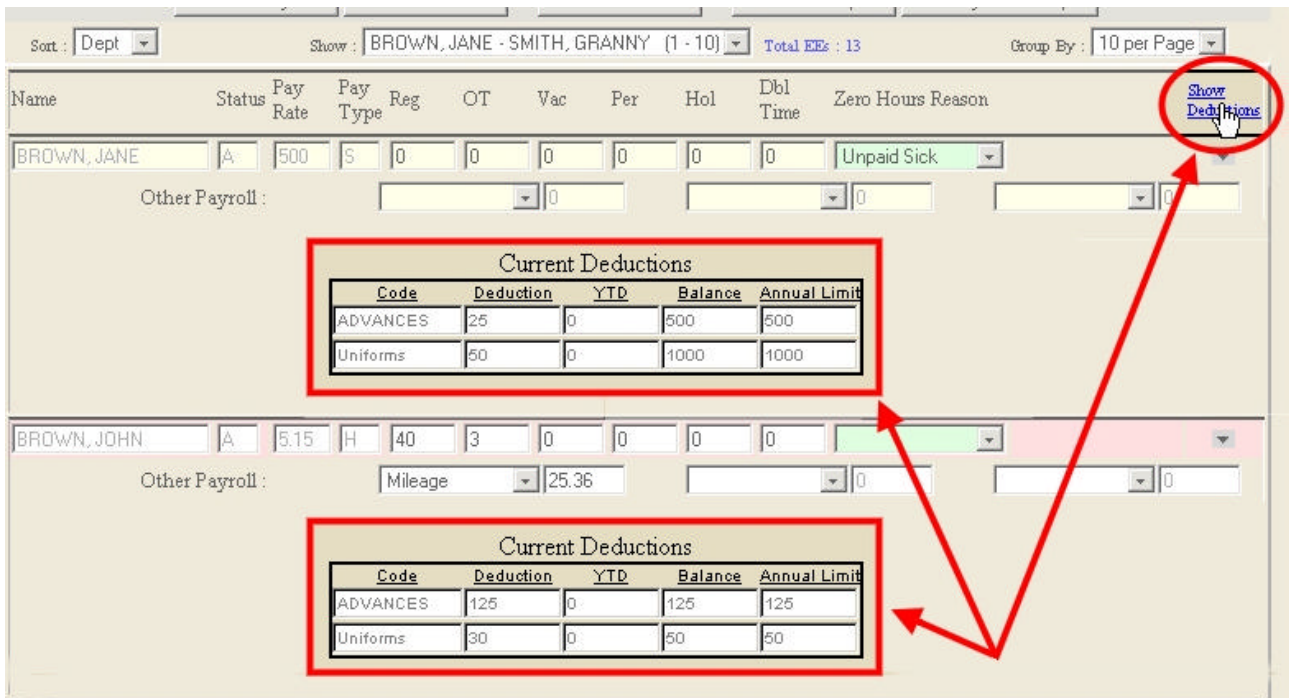 Sort : Dept Show : BROWN, JANE - SMITH, GRANNY (1 - 10) Total EEs : 13 Group By : 10 per Page
Name Status Pay Rate Pay Type Reg OT Vac Per Hol Dbl Time Zero Hours Reason Show Deductions
BROWN, JANE A 500 S 0 0 0 0 0 0 Unpaid Sick
Other Payroll : 0 0 0
Current Deductions
Code Deduction YTD Balance Annual Limit
ADVANCES 25 0 500 500
Uniforms 50 0 1000 1000
BROWN, JOHN A 5.15 H 40 3 0 0 0 0
Other Payroll : Mileage 25.36 0 0
Current Deductions
Code Deduction YTD Balance Annual Limit
ADVANCES 125 0 125 125
Uniforms 30 0 50 50